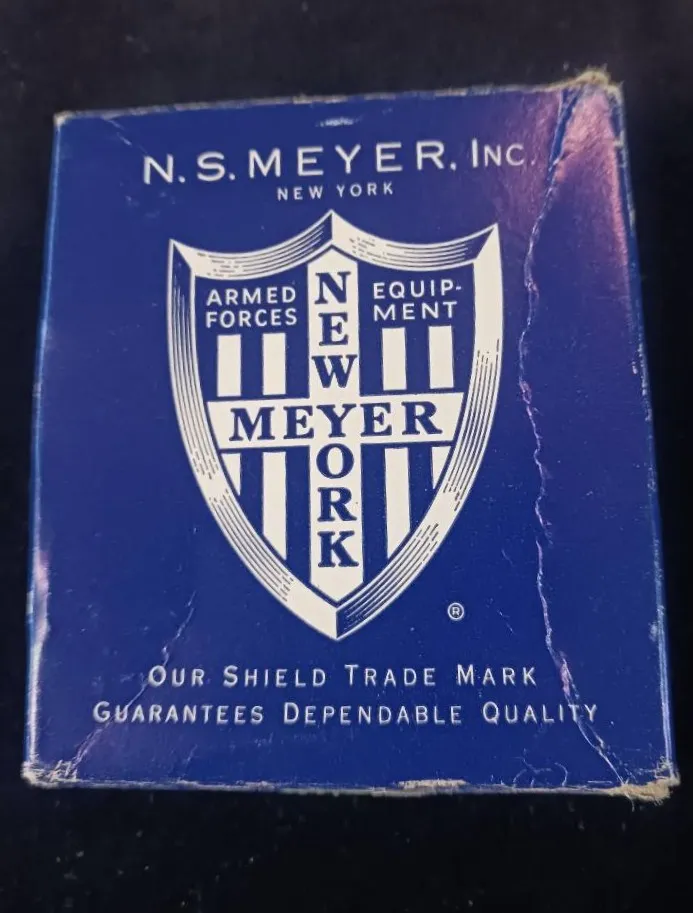 N. S. MEYER, INC.
NEW YORK
ARMED
FORCES
EQUIP-
MENT
NEW YORK
MEYER
®
OUR SHIELD TRADE MARK
GUARANTEES DEPENDABLE QUALITY